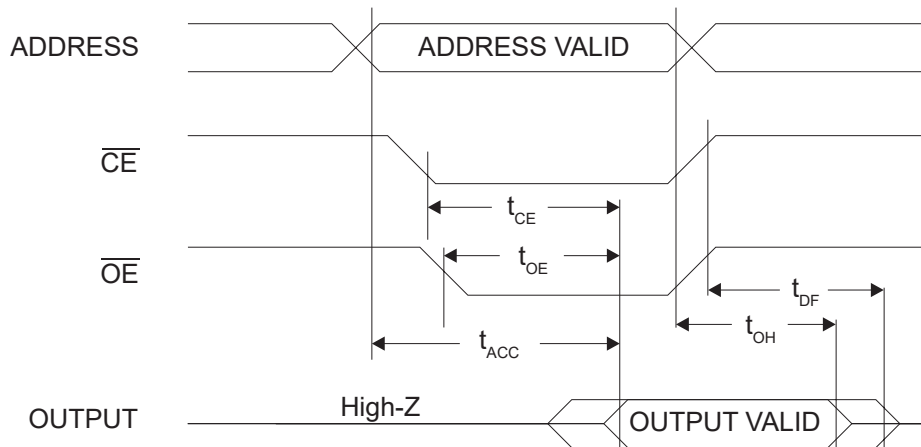 ADDRESS
ADDRESS VALID
CE
tCE
OE
tOE
tDF
tOH
tACC
High-Z
OUTPUT
OUTPUT VALID